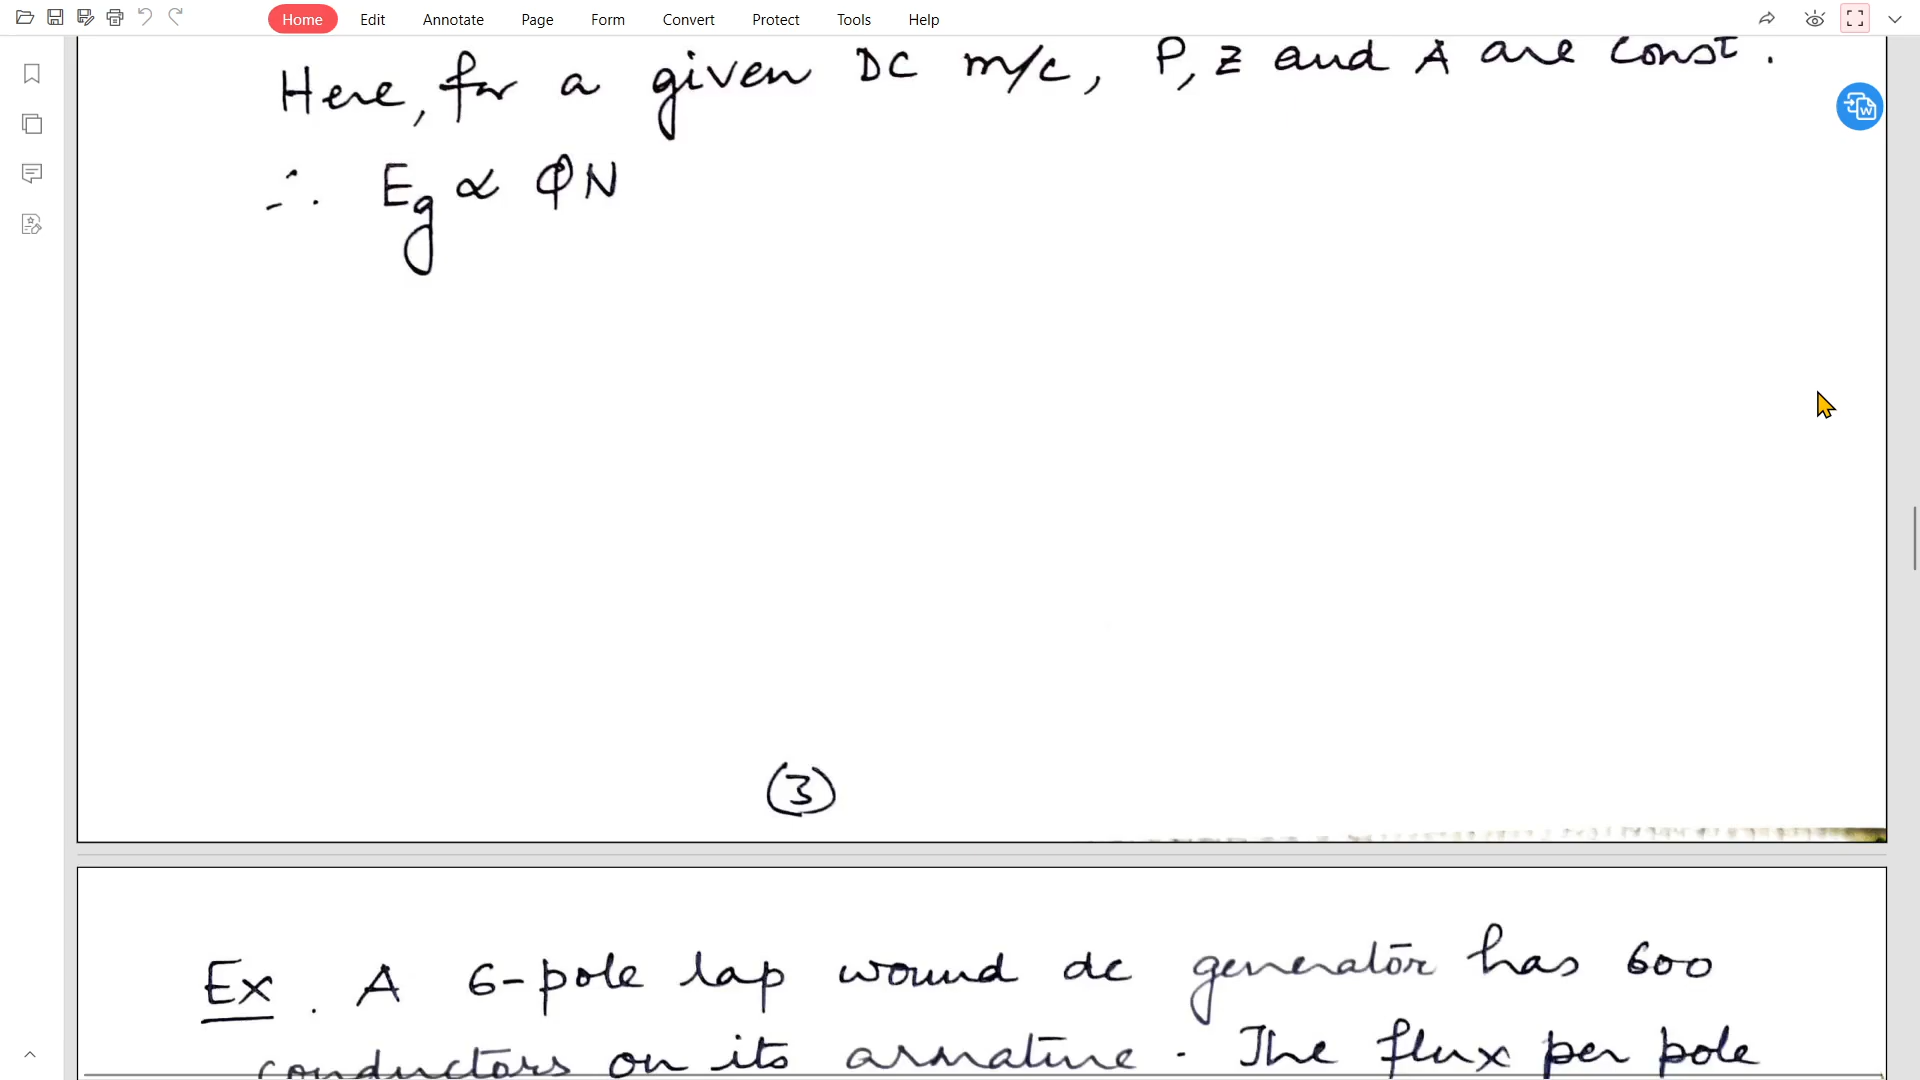 Home Edit Annotate Page Form Convert Protect Tools Help
Here, for a given DC m/c, P, Z and A are const.
∴ Eg ∝ ΦN
(3)
Ex. A 6-pole lap wound dc generator has 600
conductors on its armature. The flux per pole